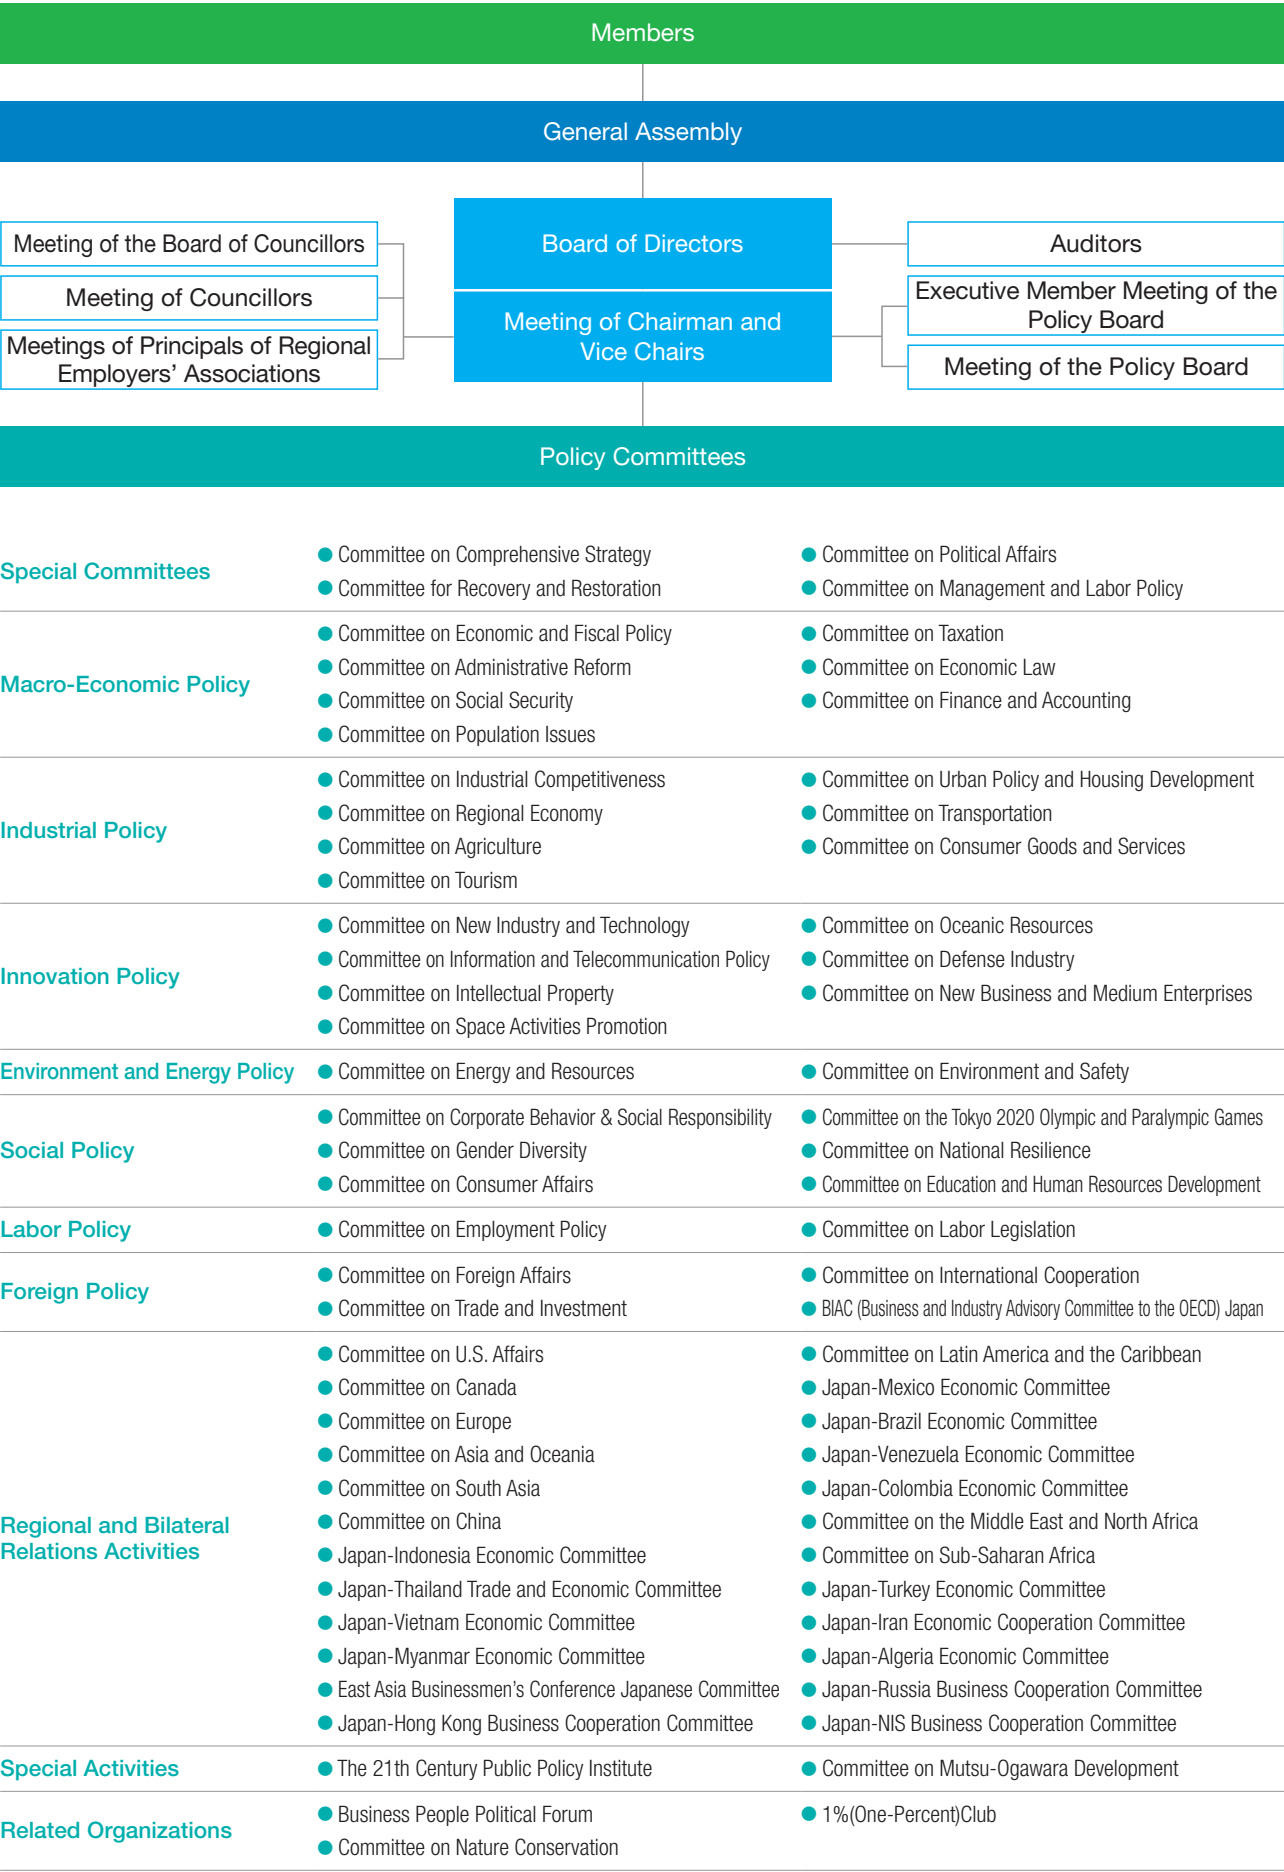 Members
General Assembly
Meeting of the Board of Councillors
Meeting of Councillors
Meetings of Principals of Regional
Employers’ Associations
Board of Directors
Meeting of Chairman and
Vice Chairs
Auditors
Executive Member Meeting of the
Policy Board
Meeting of the Policy Board
Policy Committees
Special Committees
● Committee on Comprehensive Strategy
● Committee for Recovery and Restoration
● Committee on Political Affairs
● Committee on Management and Labor Policy
Macro-Economic Policy
● Committee on Economic and Fiscal Policy
● Committee on Administrative Reform
● Committee on Social Security
● Committee on Population Issues
● Committee on Taxation
● Committee on Economic Law
● Committee on Finance and Accounting
Industrial Policy
● Committee on Industrial Competitiveness
● Committee on Regional Economy
● Committee on Agriculture
● Committee on Tourism
● Committee on Urban Policy and Housing Development
● Committee on Transportation
● Committee on Consumer Goods and Services
Innovation Policy
● Committee on New Industry and Technology
● Committee on Information and Telecommunication Policy
● Committee on Intellectual Property
● Committee on Space Activities Promotion
● Committee on Oceanic Resources
● Committee on Defense Industry
● Committee on New Business and Medium Enterprises
Environment and Energy Policy
● Committee on Energy and Resources
● Committee on Environment and Safety
Social Policy
● Committee on Corporate Behavior & Social Responsibility
● Committee on Gender Diversity
● Committee on Consumer Affairs
● Committee on the Tokyo 2020 Olympic and Paralympic Games
● Committee on National Resilience
● Committee on Education and Human Resources Development
Labor Policy
● Committee on Employment Policy
● Committee on Labor Legislation
Foreign Policy
● Committee on Foreign Affairs
● Committee on Trade and Investment
● Committee on International Cooperation
● BIAC (Business and Industry Advisory Committee to the OECD) Japan
Regional and Bilateral
Relations Activities
● Committee on U.S. Affairs
● Committee on Canada
● Committee on Europe
● Committee on Asia and Oceania
● Committee on South Asia
● Committee on China
● Japan-Indonesia Economic Committee
● Japan-Thailand Trade and Economic Committee
● Japan-Vietnam Economic Committee
● Japan-Myanmar Economic Committee
● East Asia Businessmen’s Conference Japanese Committee
● Japan-Hong Kong Business Cooperation Committee
● Committee on Latin America and the Caribbean
● Japan-Mexico Economic Committee
● Japan-Brazil Economic Committee
● Japan-Venezuela Economic Committee
● Japan-Colombia Economic Committee
● Committee on the Middle East and North Africa
● Committee on Sub-Saharan Africa
● Japan-Turkey Economic Committee
● Japan-Iran Economic Cooperation Committee
● Japan-Algeria Economic Committee
● Japan-Russia Business Cooperation Committee
● Japan-NIS Business Cooperation Committee
Special Activities
● The 21th Century Public Policy Institute
● Committee on Mutsu-Ogawara Development
Related Organizations
● Business People Political Forum
● Committee on Nature Conservation
● 1%(One-Percent)Club